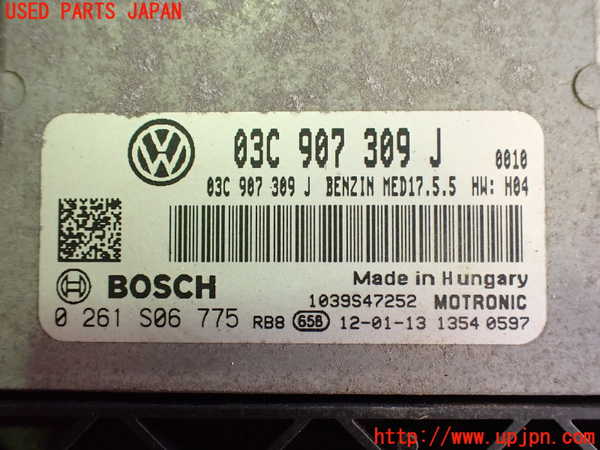 USED PARTS JAPAN
03C 907 309 J 0010
03C 907 309 J BENZIN MED17.5.5 HW: H04
BOSCH
Made in Hungary
1039S47252 MOTRONIC
0 261 S06 775 RB8 658 12-01-13 1354 0597
http://www.upjpn.com/